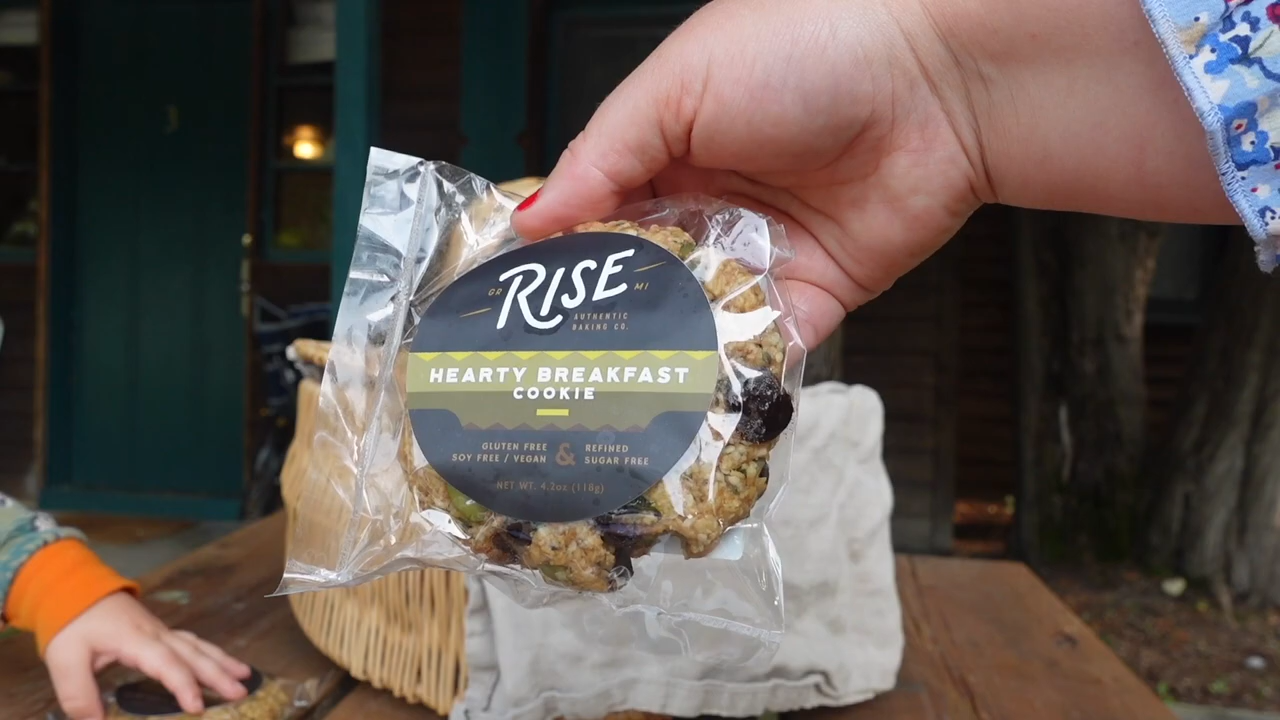 GR RISE MI
AUTHENTIC
BAKING CO.
HEARTY BREAKFAST
COOKIE
GLUTEN FREE
SOY FREE / VEGAN
&
REFINED
SUGAR FREE
NET WT. 4.2oz (118g)
3